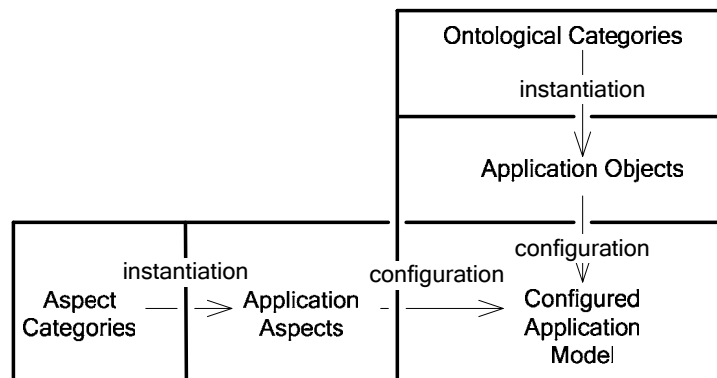 Ontological Categories
instantiation
Application Objects
configuration
instantiation
configuration
Aspect
Categories
Application
Aspects
Configured
Application
Model